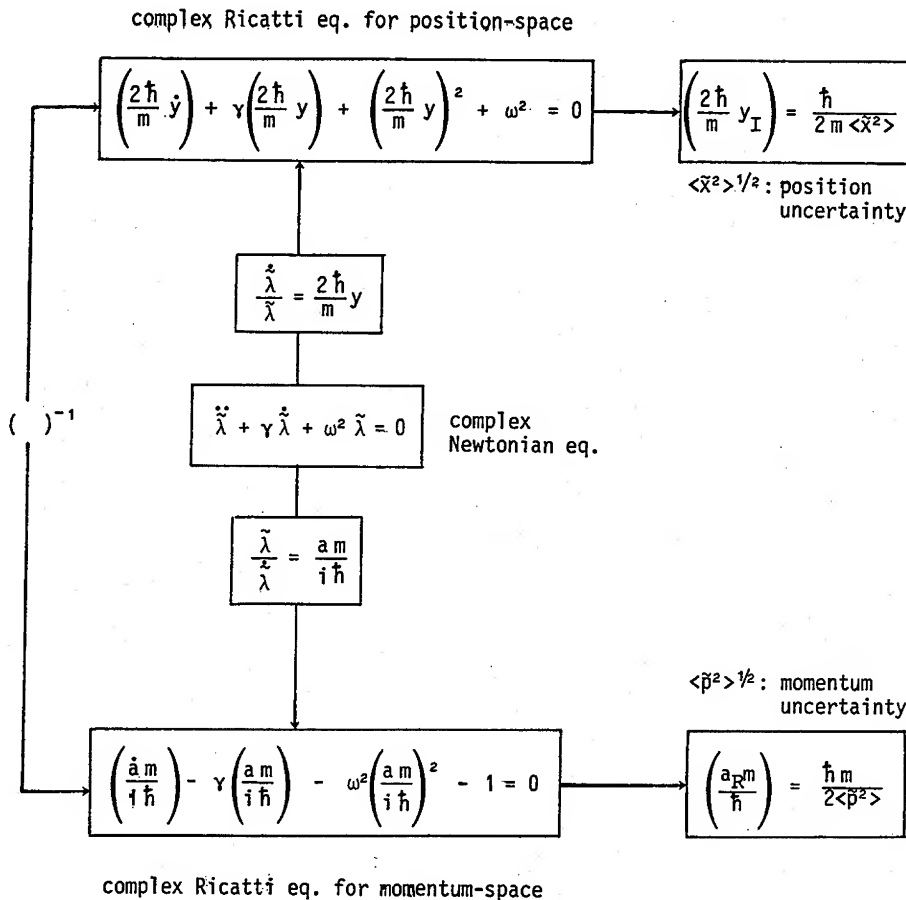 complex Ricatti eq. for position-space
(2ħ/m ẏ) + γ(2ħ/m y) + (2ħ/m y)² + ω² = 0
(2ħ/m y_I) = ħ / 2m<x̃²>
<x̃²>^1/2: position
uncertainty
λ̃̇/λ̃ = 2ħ/m y
( )⁻¹
λ̃̈ + γ λ̃̇ + ω² λ̃ = 0
complex
Newtonian eq.
λ̃/λ̃̇ = am/iħ
<p̃²>^1/2: momentum
uncertainty
(ȧm/iħ) - γ(am/iħ) - ω²(am/iħ)² - 1 = 0
(a_R m/ħ) = ħm / 2<p̃²>
complex Ricatti eq. for momentum-space